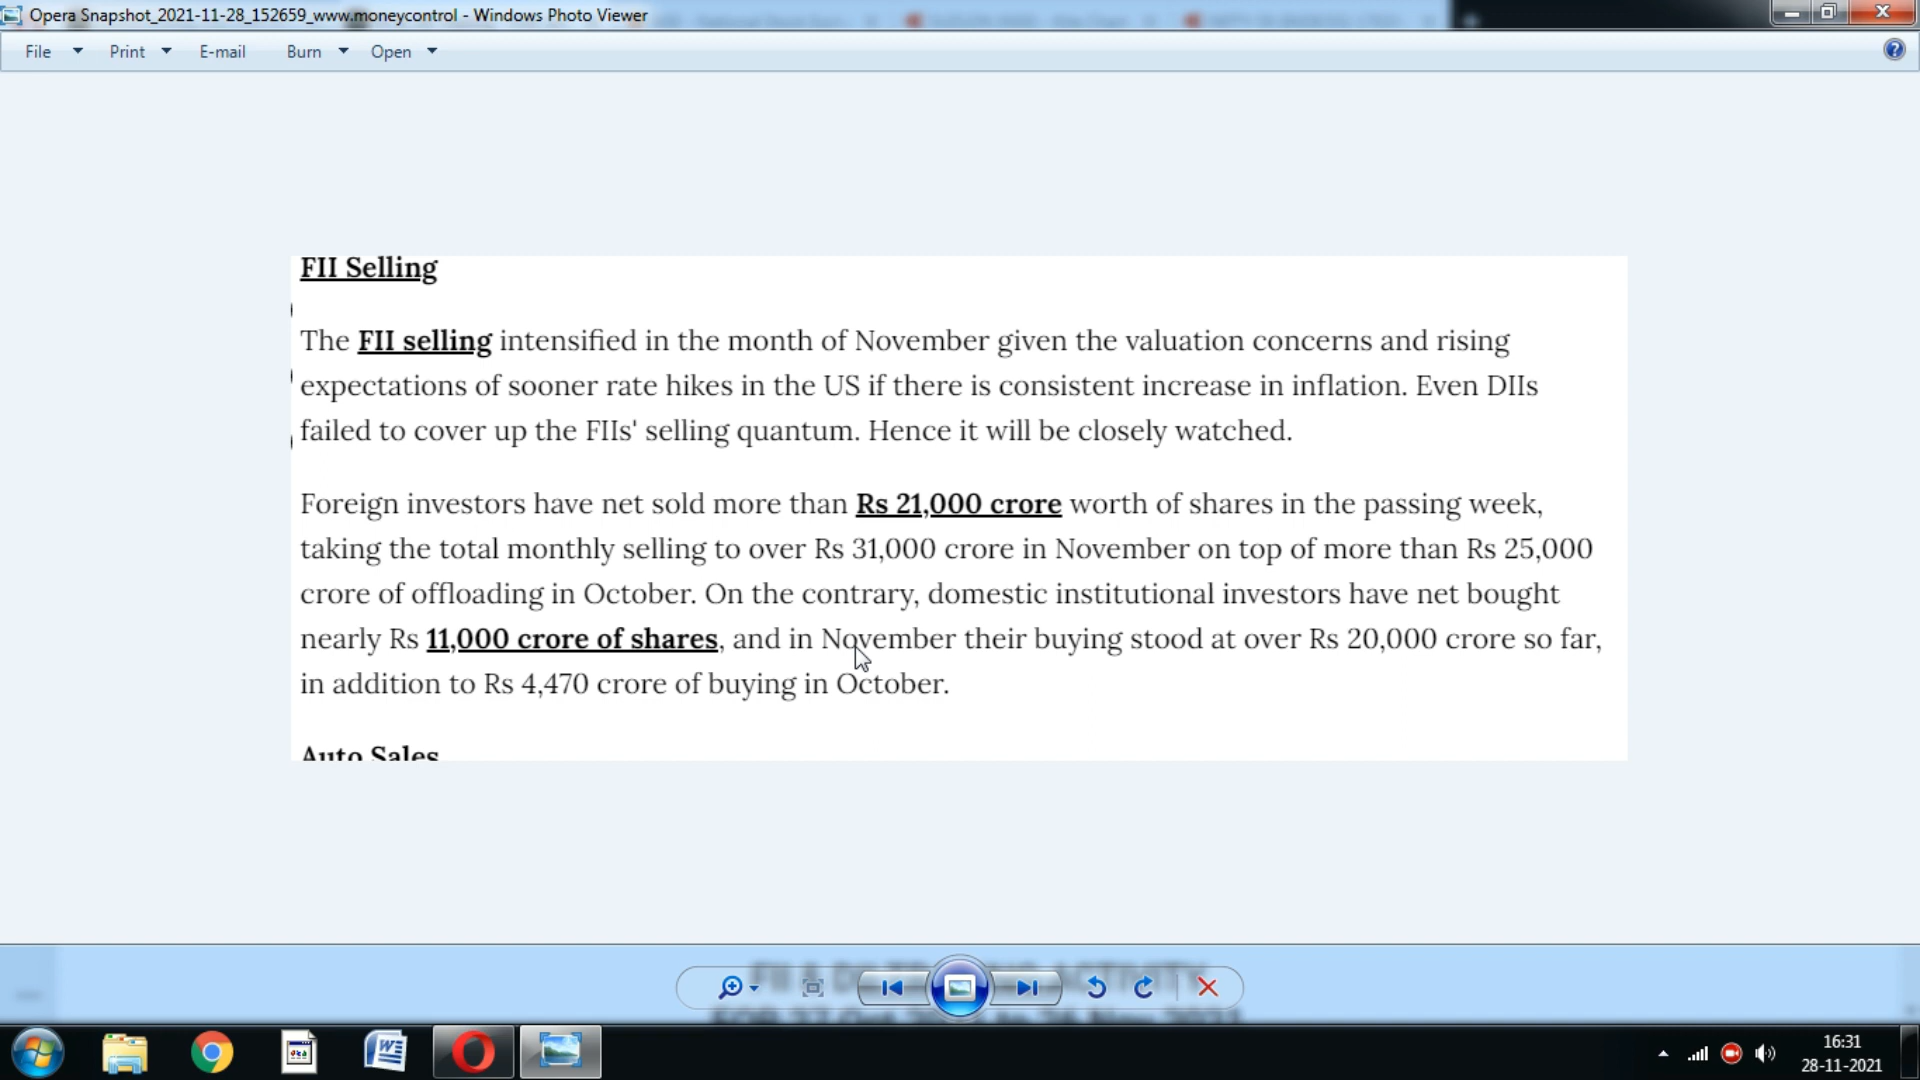 Opera Snapshot_2021-11-28_152659_www.moneycontrol - Windows Photo Viewer
File Print E-mail Burn Open
FII Selling
The FII selling intensified in the month of November given the valuation concerns and rising
expectations of sooner rate hikes in the US if there is consistent increase in inflation. Even DIIs
failed to cover up the FIIs' selling quantum. Hence it will be closely watched.
Foreign investors have net sold more than Rs 21,000 crore worth of shares in the passing week,
taking the total monthly selling to over Rs 31,000 crore in November on top of more than Rs 25,000
crore of offloading in October. On the contrary, domestic institutional investors have net bought
nearly Rs 11,000 crore of shares, and in November their buying stood at over Rs 20,000 crore so far,
in addition to Rs 4,470 crore of buying in October.
Auto Sales
16:31
28-11-2021